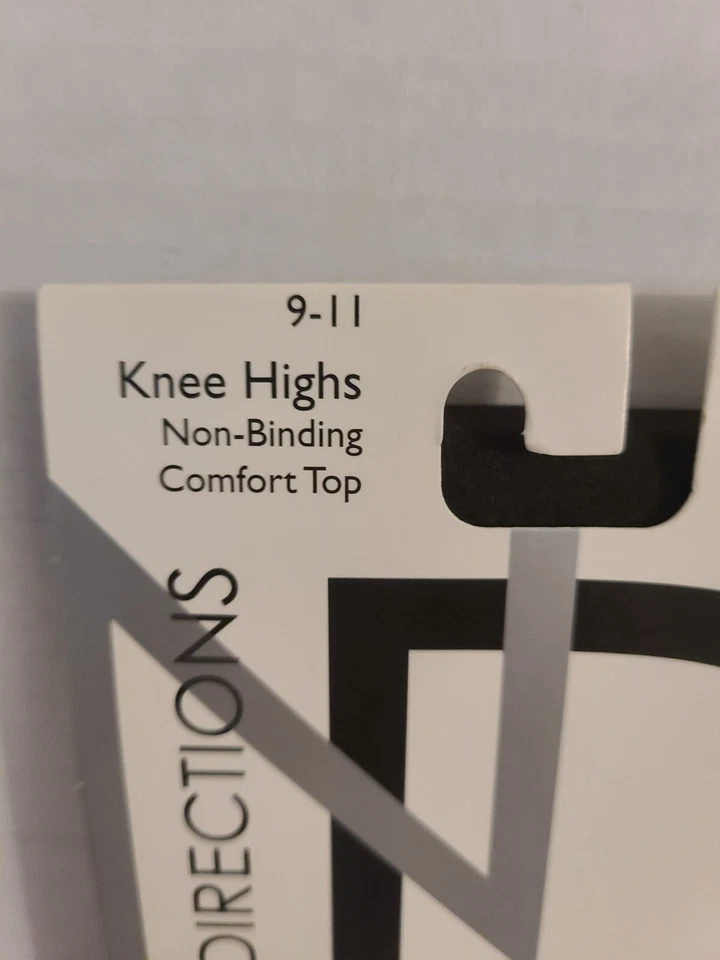 9-11
Knee Highs
Non-Binding
Comfort Top
DIRECTIONS